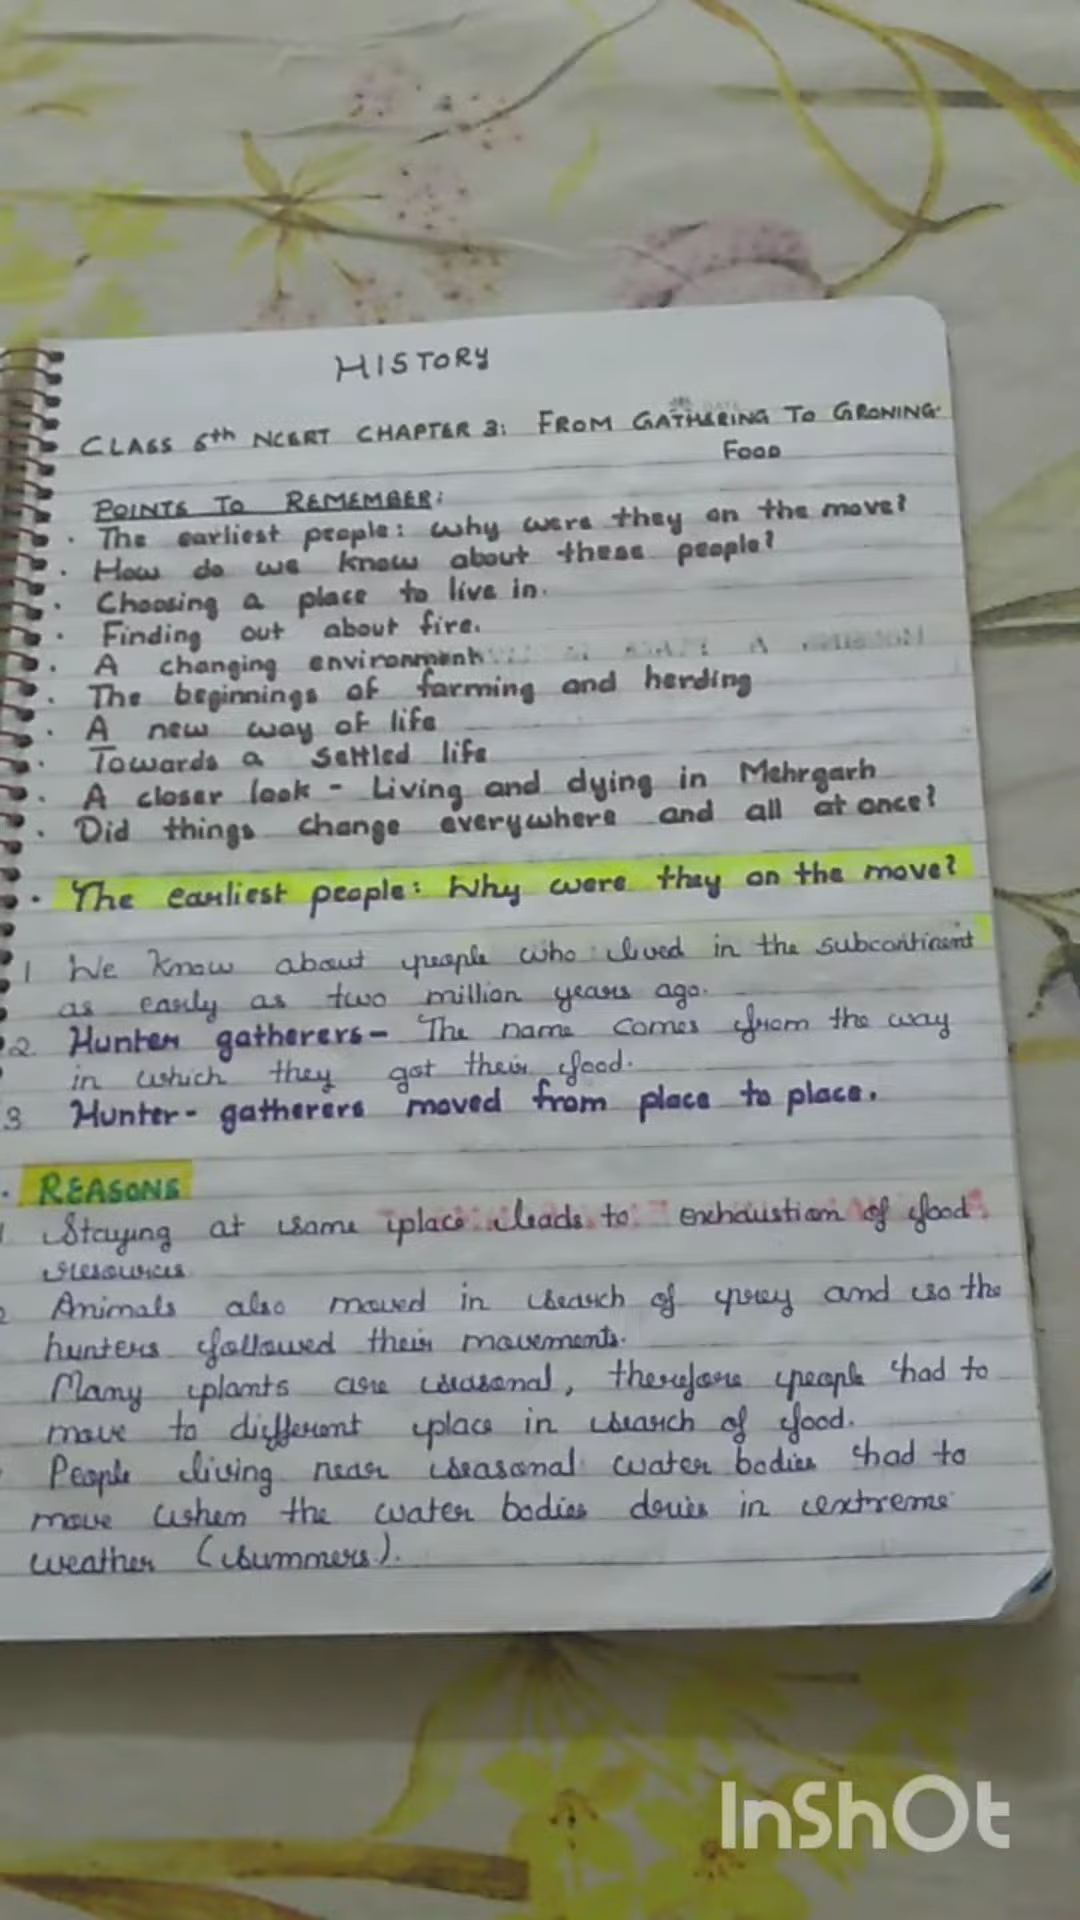 HISTORY
CLASS 6th NCERT CHAPTER 3: FROM GATHERING TO GRONING
FOOD
POINTS TO REMEMBER:
· The earliest people: why were they on the move?
· How do we know about these people?
· Choosing a place to live in.
· Finding out about fire.
· A changing environment
· The beginnings of farming and herding
· A new way of life
· Towards a settled life
· A closer look - Living and dying in Mehrgarh
· Did things change everywhere and all at once?
· The earliest people: Why were they on the move?
1 We know about people who lived in the subcontinent
as early as two million years ago.
2 Hunter gatherers- The name comes from the way
in which they got their food.
3 Hunter-gatherers moved from place to place.
· REASONS
1 Staying at same place leads to exhaustion of food
resources
2 Animals also moved in search of prey and so the
hunters followed their movements.
Many plants are seasonal, therefore people had to
move to different place in search of food.
People living near seasonal water bodies had to
move when the water bodies dries in extreme
weather (summers).
InShOt